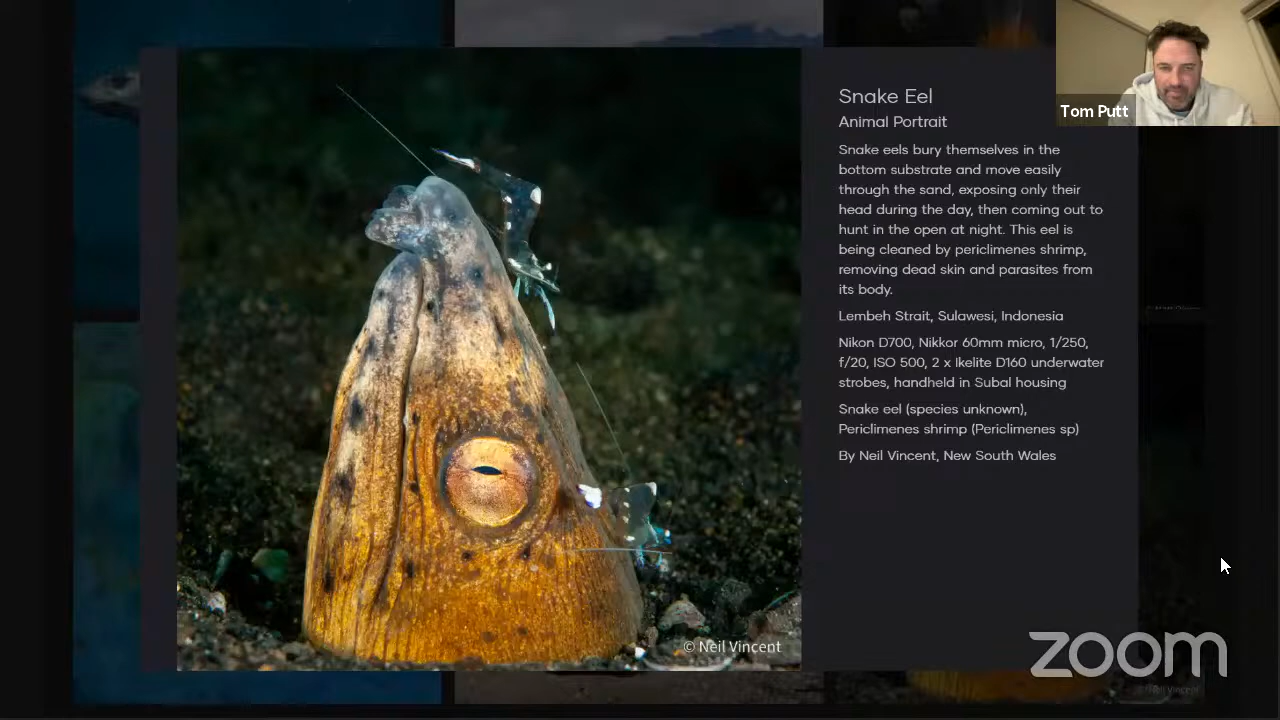 Tom Putt
Snake Eel
Animal Portrait
Snake eels bury themselves in the
bottom substrate and move easily
through the sand, exposing only their
head during the day, then coming out to
hunt in the open at night. This eel is
being cleaned by periclimenes shrimp,
removing dead skin and parasites from
its body.
Lembeh Strait, Sulawesi, Indonesia
Nikon D700, Nikkor 60mm micro, 1/250,
f/20, ISO 500, 2 x Ikelite D160 underwater
strobes, handheld in Subal housing
Snake eel (species unknown),
Periclimenes shrimp (Periclimenes sp)
By Neil Vincent, New South Wales
© Neil Vincent
zoom
© Neil Vincent